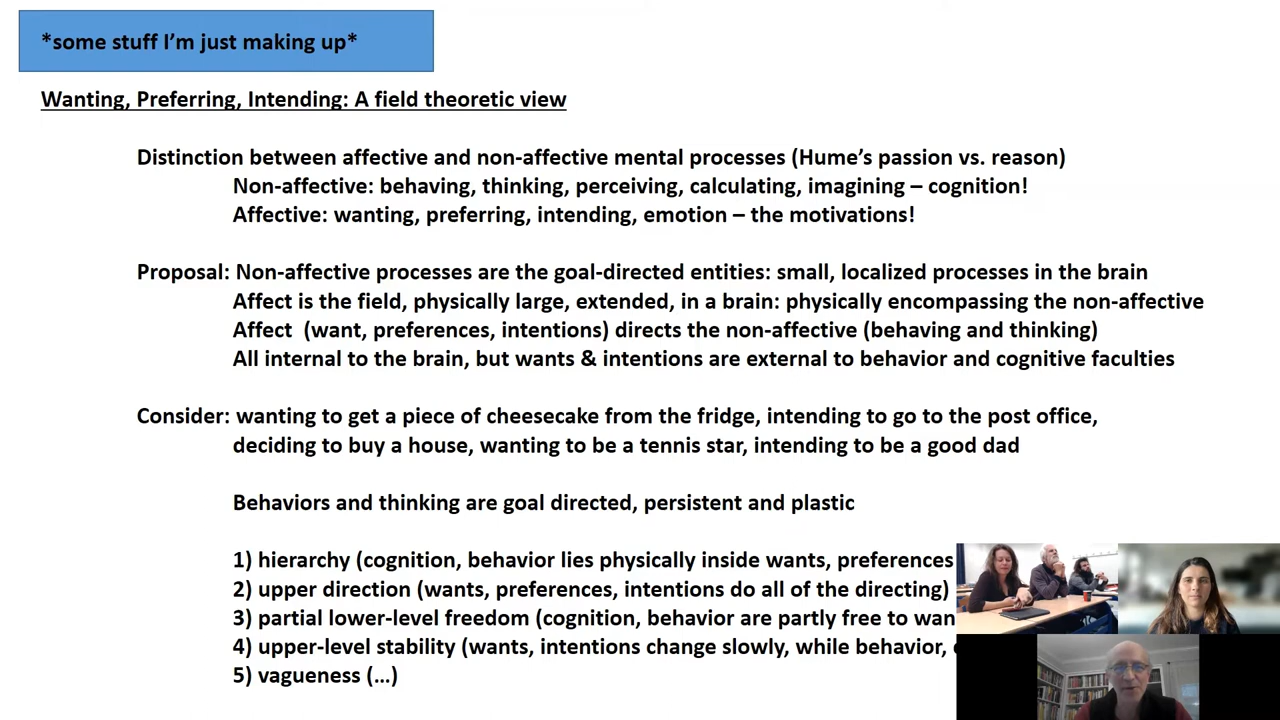 *some stuff I'm just making up*
Wanting, Preferring, Intending: A field theoretic view
Distinction between affective and non-affective mental processes (Hume's passion vs. reason)
Non-affective: behaving, thinking, perceiving, calculating, imagining – cognition!
Affective: wanting, preferring, intending, emotion – the motivations!
Proposal: Non-affective processes are the goal-directed entities: small, localized processes in the brain
Affect is the field, physically large, extended, in a brain: physically encompassing the non-affective
Affect (want, preferences, intentions) directs the non-affective (behaving and thinking)
All internal to the brain, but wants & intentions are external to behavior and cognitive faculties
Consider: wanting to get a piece of cheesecake from the fridge, intending to go to the post office,
deciding to buy a house, wanting to be a tennis star, intending to be a good dad
Behaviors and thinking are goal directed, persistent and plastic
1) hierarchy (cognition, behavior lies physically inside wants, preferences
2) upper direction (wants, preferences, intentions do all of the directing)
3) partial lower-level freedom (cognition, behavior are partly free to wan
4) upper-level stability (wants, intentions change slowly, while behavior,
5) vagueness (…)